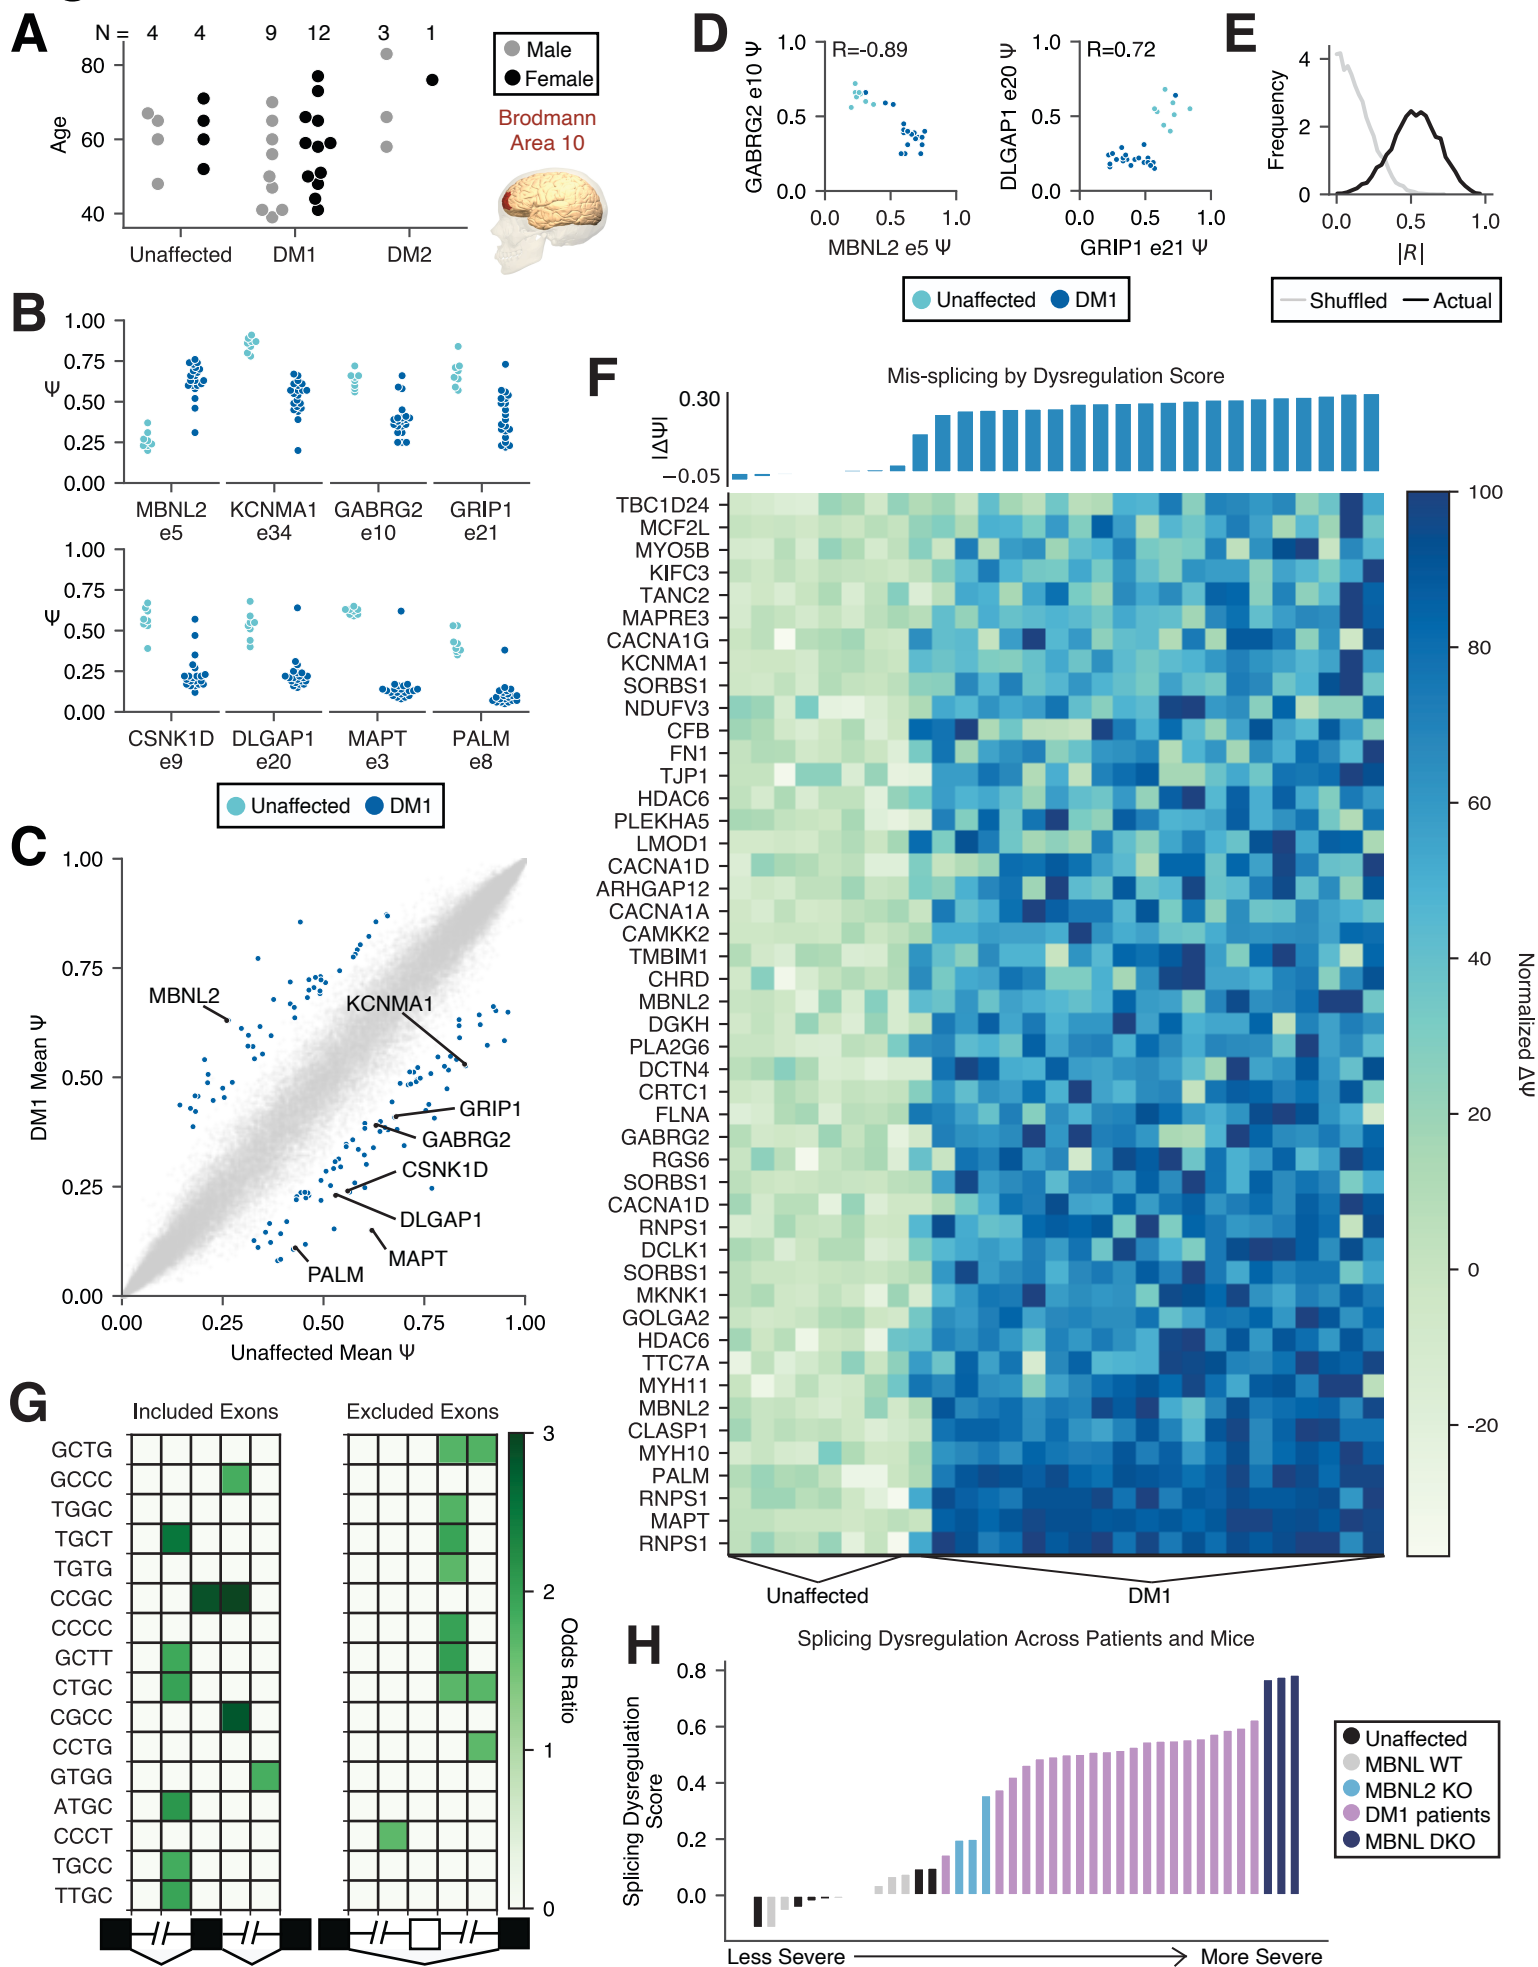 A
N = 4 4 9 12 3 1
Male
Female
80
60
40
Age
Unaffected DM1 DM2
Brodmann
Area 10
B
1.00
0.75
0.50
0.25
0.00
Ψ
MBNL2 KCNMA1 GABRG2 GRIP1
e5 e34 e10 e21
1.00
0.75
0.50
0.25
0.00
Ψ
CSNK1D DLGAP1 MAPT PALM
e9 e20 e3 e8
Unaffected DM1
C
1.00
0.75
0.50
0.25
0.00
DM1 Mean Ψ
MBNL2
KCNMA1
GRIP1
GABRG2
CSNK1D
DLGAP1
MAPT
PALM
0.00 0.25 0.50 0.75 1.00
Unaffected Mean Ψ
D
GABRG2 e10 Ψ
1.0
0.5
0.0
R=-0.89
0.0 0.5 1.0
MBNL2 e5 Ψ
DLGAP1 e20 Ψ
1.0
0.5
0.0
R=0.72
0.0 0.5 1.0
GRIP1 e21 Ψ
Unaffected DM1
E
Frequency
4
2
0
0.0 0.5 1.0
|R|
Shuffled Actual
F
Mis-splicing by Dysregulation Score
|ΔΨ|
0.30
−0.05
TBC1D24
MCF2L
MYO5B
KIFC3
TANC2
MAPRE3
CACNA1G
KCNMA1
SORBS1
NDUFV3
CFB
FN1
TJP1
HDAC6
PLEKHA5
LMOD1
CACNA1D
ARHGAP12
CACNA1A
CAMKK2
TMBIM1
CHRD
MBNL2
DGKH
PLA2G6
DCTN4
CRTC1
FLNA
GABRG2
RGS6
SORBS1
CACNA1D
RNPS1
DCLK1
SORBS1
MKNK1
GOLGA2
HDAC6
TTC7A
MYH11
MBNL2
CLASP1
MYH10
PALM
RNPS1
MAPT
RNPS1
Unaffected DM1
100
80
60
40
20
0
-20
Normalized ΔΨ
G
Included Exons Excluded Exons
GCTG
GCCC
TGGC
TGCT
TGTG
CCGC
CCCC
GCTT
CTGC
CGCC
CCTG
GTGG
ATGC
CCCT
TGCC
TTGC
3
2
1
0
Odds Ratio
H
Splicing Dysregulation Across Patients and Mice
Splicing Dysregulation
Score
0.8
0.6
0.4
0.2
0.0
Less Severe More Severe
Unaffected
MBNL WT
MBNL2 KO
DM1 patients
MBNL DKO